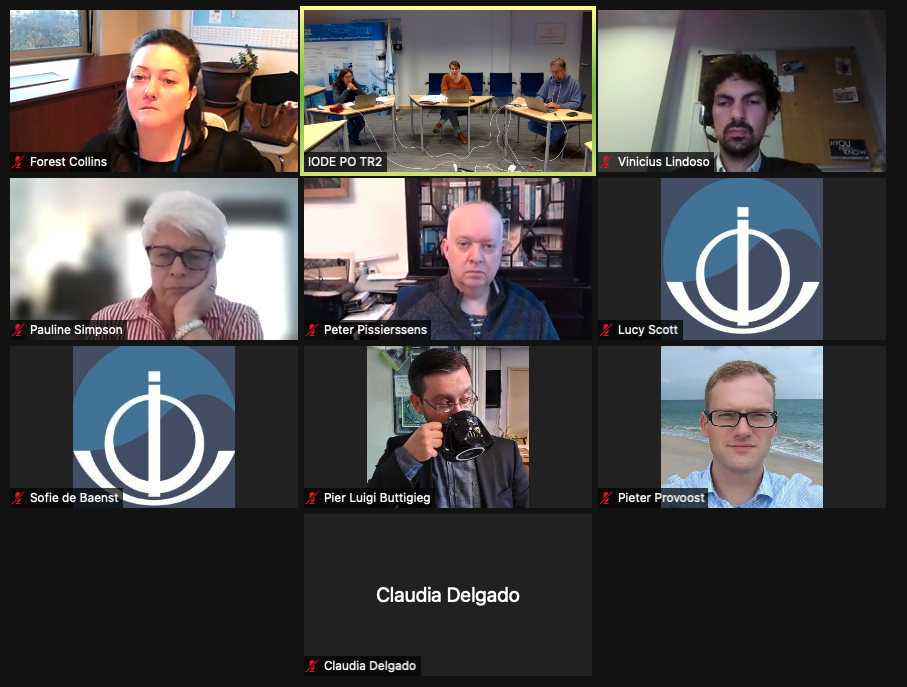 Forest Collins
IODE PO TR2
Vinicius Lindoso
Pauline Simpson
Peter Pissierssens
Lucy Scott
Sofie de Baenst
Pier Luigi Buttigieg
Pieter Provoost
Claudia Delgado
Claudia Delgado